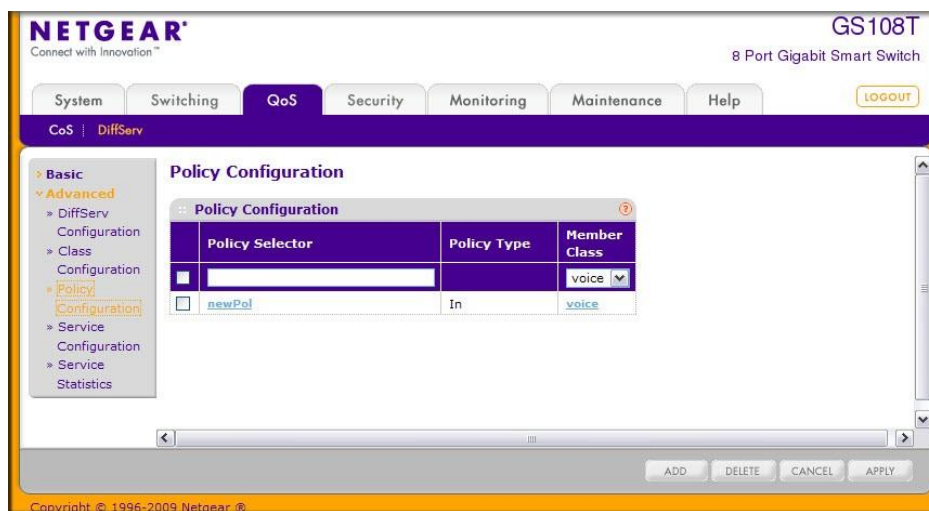 NETGEAR®
Connect with Innovation™
GS108T
8 Port Gigabit Smart Switch
System Switching QoS Security Monitoring Maintenance Help LOGOUT
CoS | DiffServ
Basic
Advanced
» DiffServ
Configuration
» Class
Configuration
» Policy
Configuration
» Service
Configuration
» Service
Statistics
Policy Configuration
Policy Configuration ?
Policy Selector Policy Type Member
Class
voice
newPol In voice
ADD DELETE CANCEL APPLY
Copyright © 1996-2009 Netgear ®